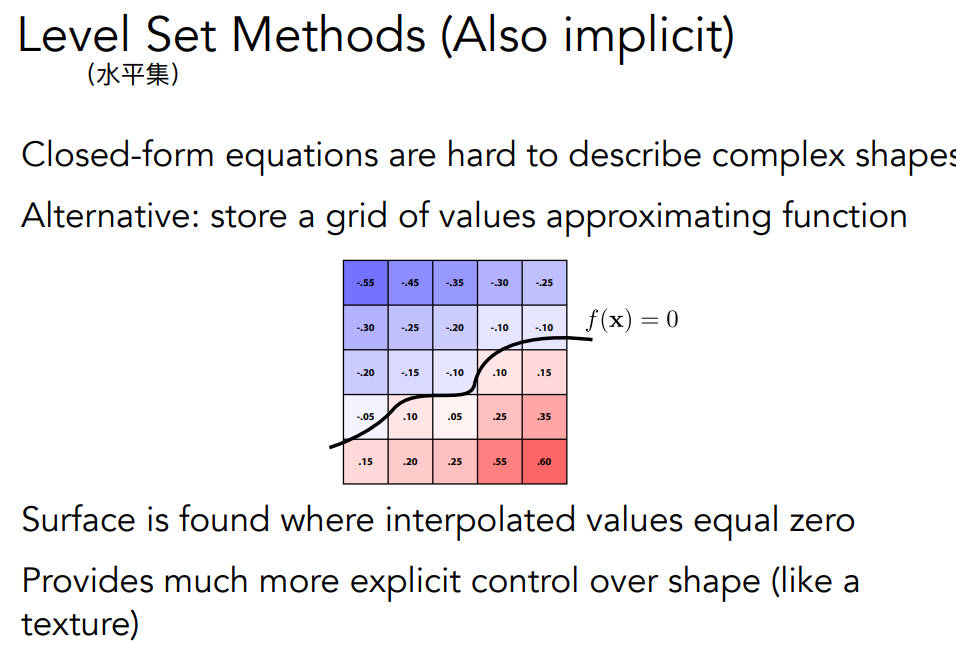 Level Set Methods (Also implicit)
(水平集)
Closed-form equations are hard to describe complex shapes
Alternative: store a grid of values approximating function
-.55 -.45 -.35 -.30 -.25
-.30 -.25 -.20 -.10 -.10
f(x) = 0
-.20 -.15 -.10 .10 .15
-.05 .10 .05 .25 .35
.15 .20 .25 .55 .60
Surface is found where interpolated values equal zero
Provides much more explicit control over shape (like a
texture)